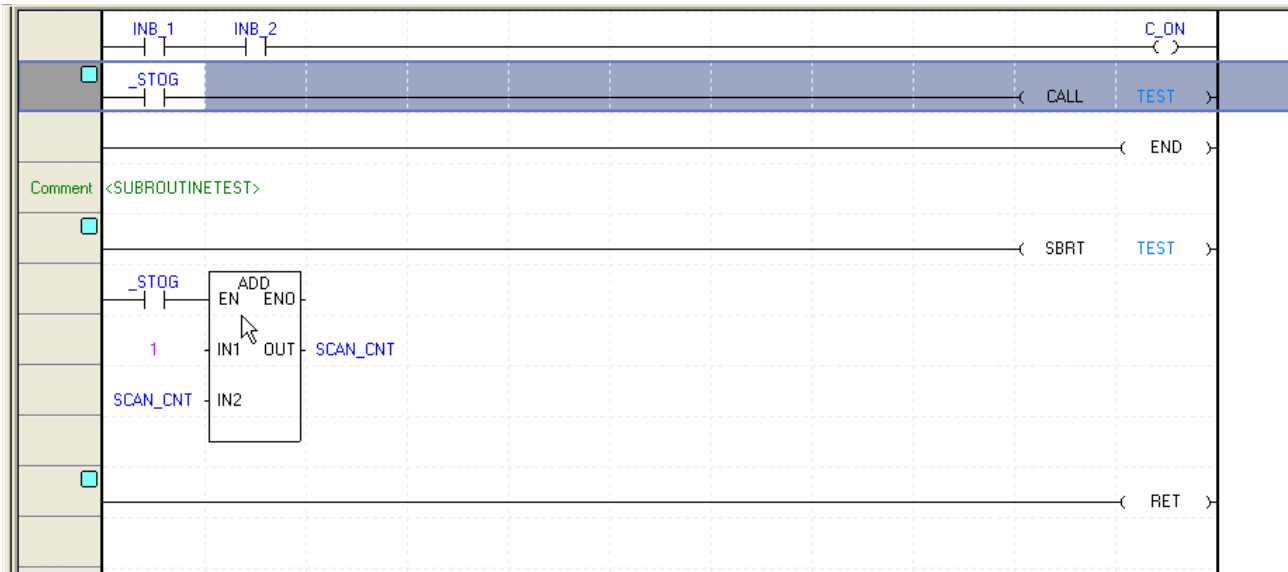 INB_1 INB_2 C_ON
_STOG CALL TEST
END
Comment <SUBROUTINETEST>
SBRT TEST
_STOG ADD
EN ENO
1 IN1 OUT SCAN_CNT
SCAN_CNT IN2
RET